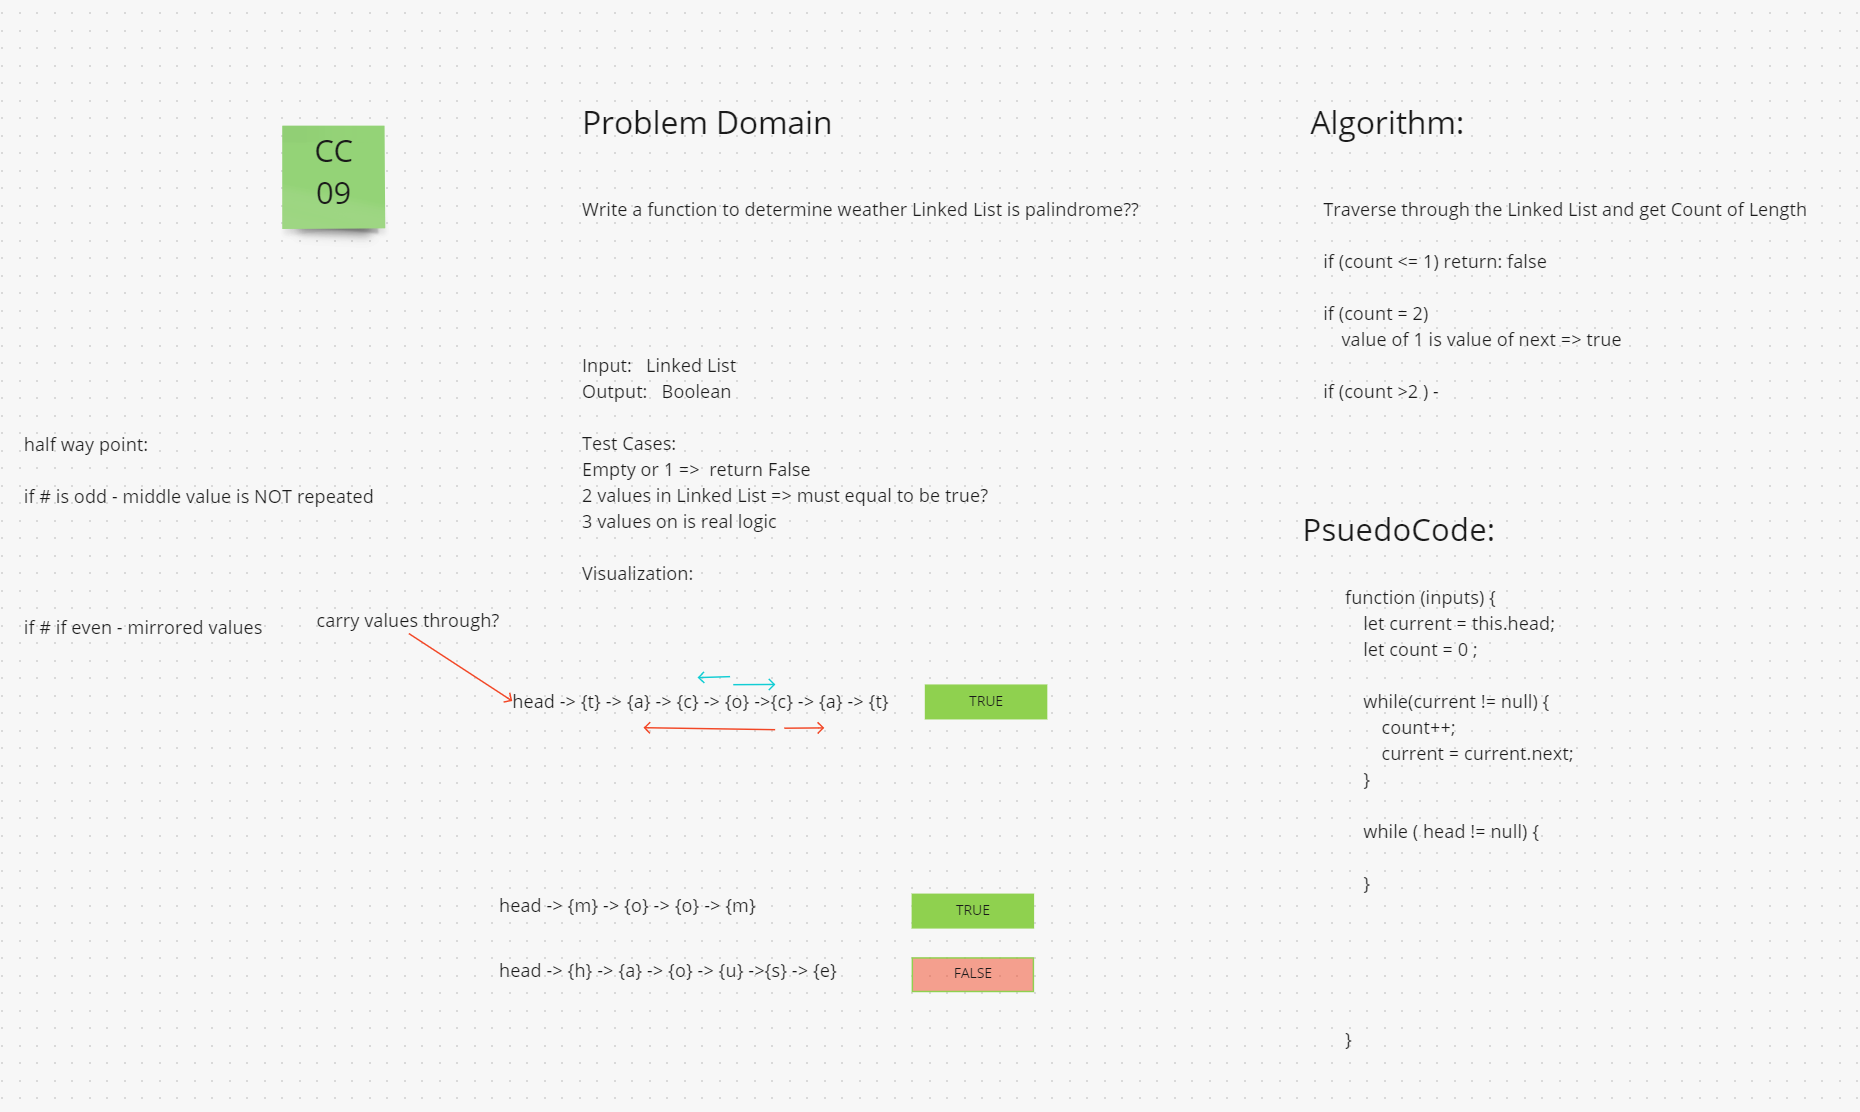 CC
09
Problem Domain
Write a function to determine weather Linked List is palindrome??
Input:   Linked List
Output:   Boolean
Test Cases:
Empty or 1 =>  return False
2 values in Linked List => must equal to be true?
3 values on is real logic
Visualization:
half way point:
if # is odd - middle value is NOT repeated
if # if even - mirrored values
carry values through?
head -> {t} -> {a} -> {c} -> {o} ->{c} -> {a} -> {t}
TRUE
head -> {m} -> {o} -> {o} -> {m}
TRUE
head -> {h} -> {a} -> {o} -> {u} ->{s} -> {e}
FALSE
Algorithm:
Traverse through the Linked List and get Count of Length
if (count <= 1) return: false
if (count = 2)
value of 1 is value of next => true
if (count >2 ) -
PsuedoCode:
function (inputs) {
let current = this.head;
let count = 0 ;
while(current != null) {
count++;
current = current.next;
}
while ( head != null) {
}
}